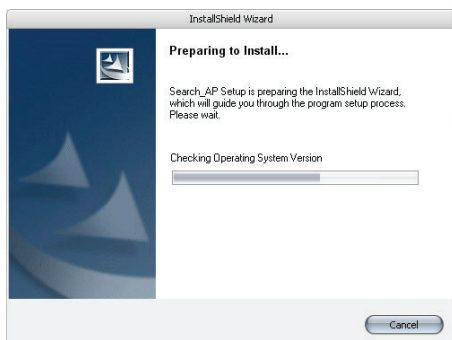 InstallShield Wizard
Preparing to Install...
Search_AP Setup is preparing the InstallShield Wizard,
which will guide you through the program setup process.
Please wait.
Checking Operating System Version
Cancel